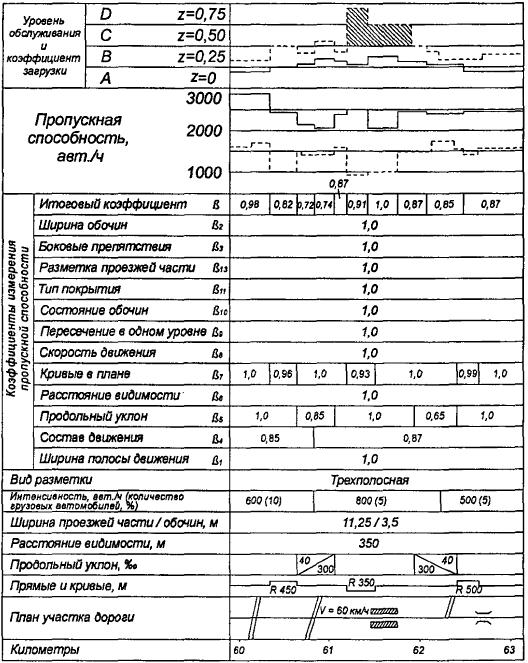 Уровень обслуживания и коэффициент загрузки
D z=0,75
C z=0,50
B z=0,25
A z=0
Пропускная способность, авт./ч
3000
2000
1000
0,87
Коэффициенты измерения пропускной способности
Итоговый коэффициент ß 0,98 0,82 0,72 0,74 0,91 1,0 0,87 0,85 0,87
Ширина обочин ß₂ 1,0
Боковые препятствия ß₃ 1,0
Разметка проезжей части ß₁₃ 1,0
Тип покрытия ß₁₁ 1,0
Состояние обочин ß₁₀ 1,0
Пересечение в одном уровне ß₉ 1,0
Скорость движения ß₈ 1,0
Кривые в плане ß₇ 1,0 0,96 1,0 0,93 1,0 0,99 1,0
Расстояние видимости ß₆ 1,0
Продольный уклон ß₅ 1,0 0,85 1,0 0,65 1,0
Состав движения ß₄ 0,85 0,87
Ширина полосы движения ß₁ 1,0
Вид разметки Трехполосная
Интенсивность, авт./ч (количество грузовых автомобилей, %) 600 (10) 800 (5) 500 (5)
Ширина проезжей части / обочин, м 11,25 / 3,5
Расстояние видимости, м 350
Продольный уклон, ‰ 40 300 40 300
Прямые и кривые, м R 450 R 350 R 500
План участка дороги V = 60 км/ч
Километры 60 61 62 63